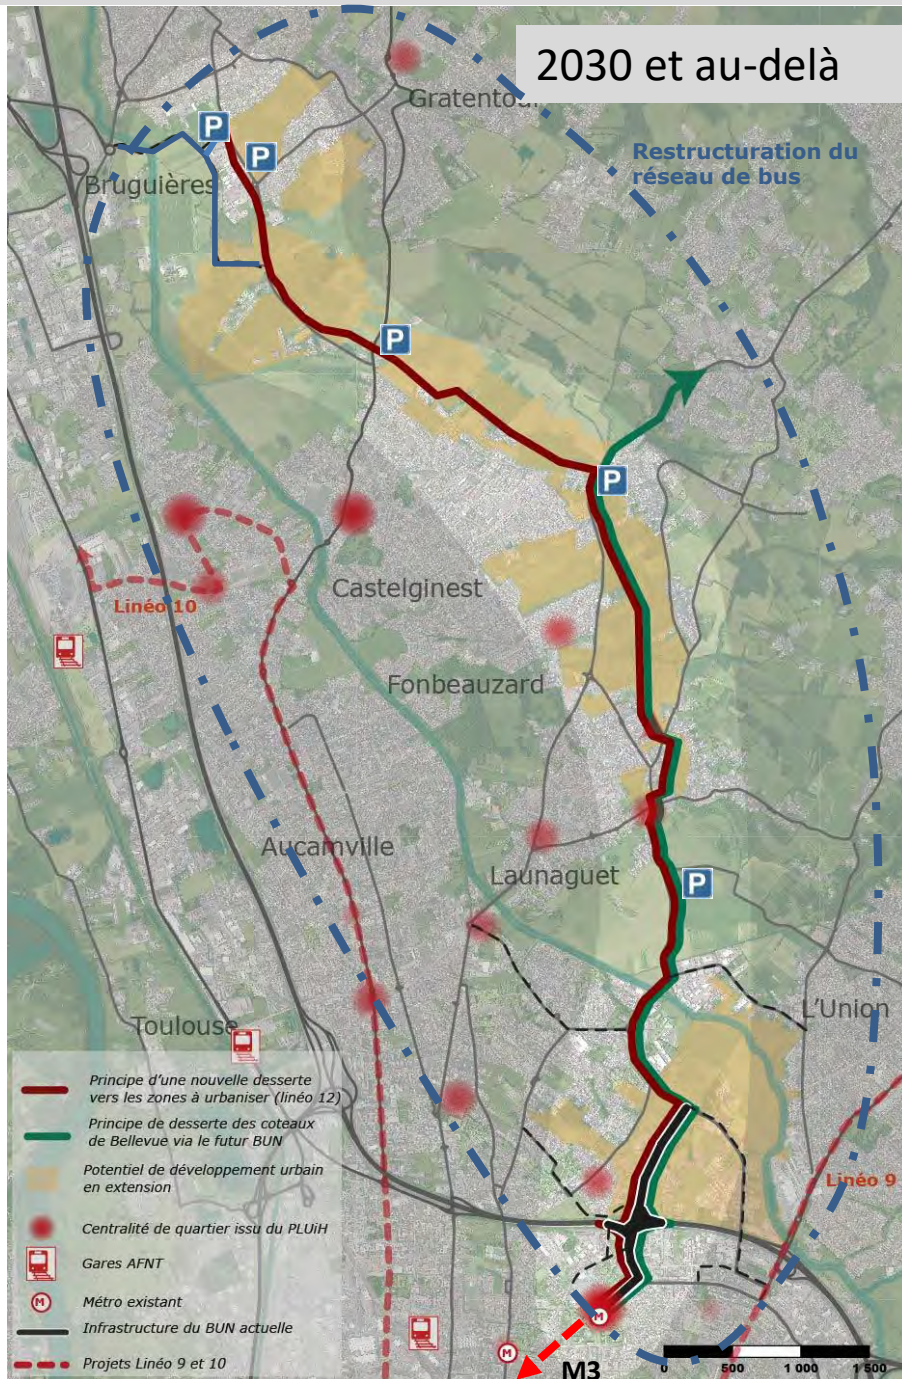 2030 et au-delà
Gratentour
Restructuration du
réseau de bus
P
P
Bruguières
P
P
Castelginest
Linéo 10
Fonbeauzard
Aucamville
Launaguet
P
L'Union
Toulouse
Principe d'une nouvelle desserte
vers les zones à urbaniser (linéo 12)
Principe de desserte des coteaux
de Bellevue via le futur BUN
Potentiel de développement urbain
en extension
Linéo 9
Centralité de quartier issu du PLUiH
Gares AFNT
M
Métro existant
M
Infrastructure du BUN actuelle
M
Projets Linéo 9 et 10
M3
0 500 1 000 1 500